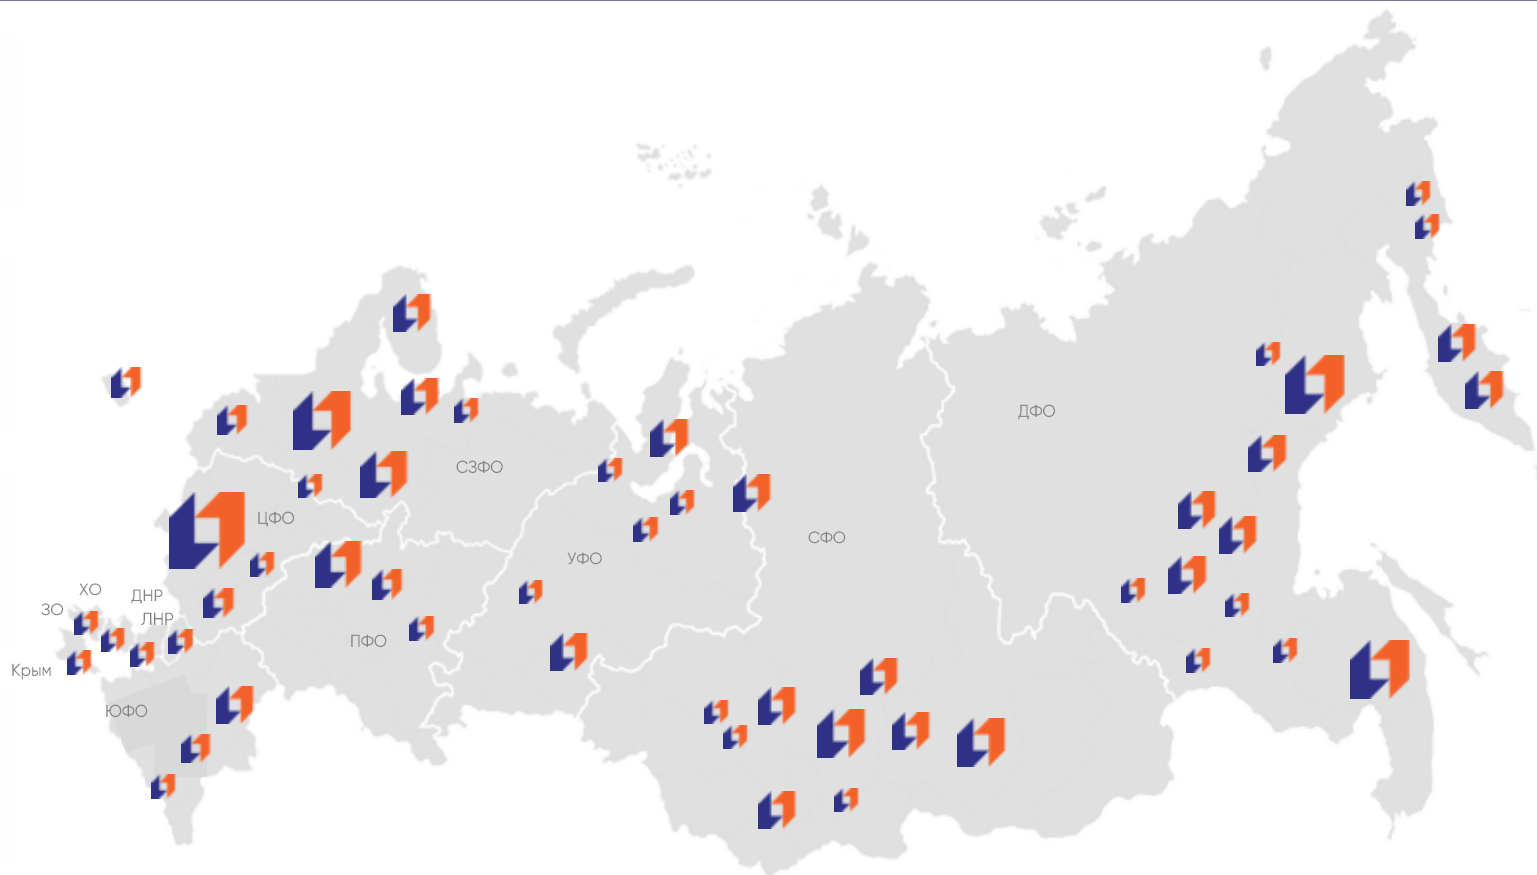 ДФО
СЗФО
ЦФО
СФО
УФО
ХО
ДНР
ЗО
ЛНР
ПФО
Крым
ЮФО